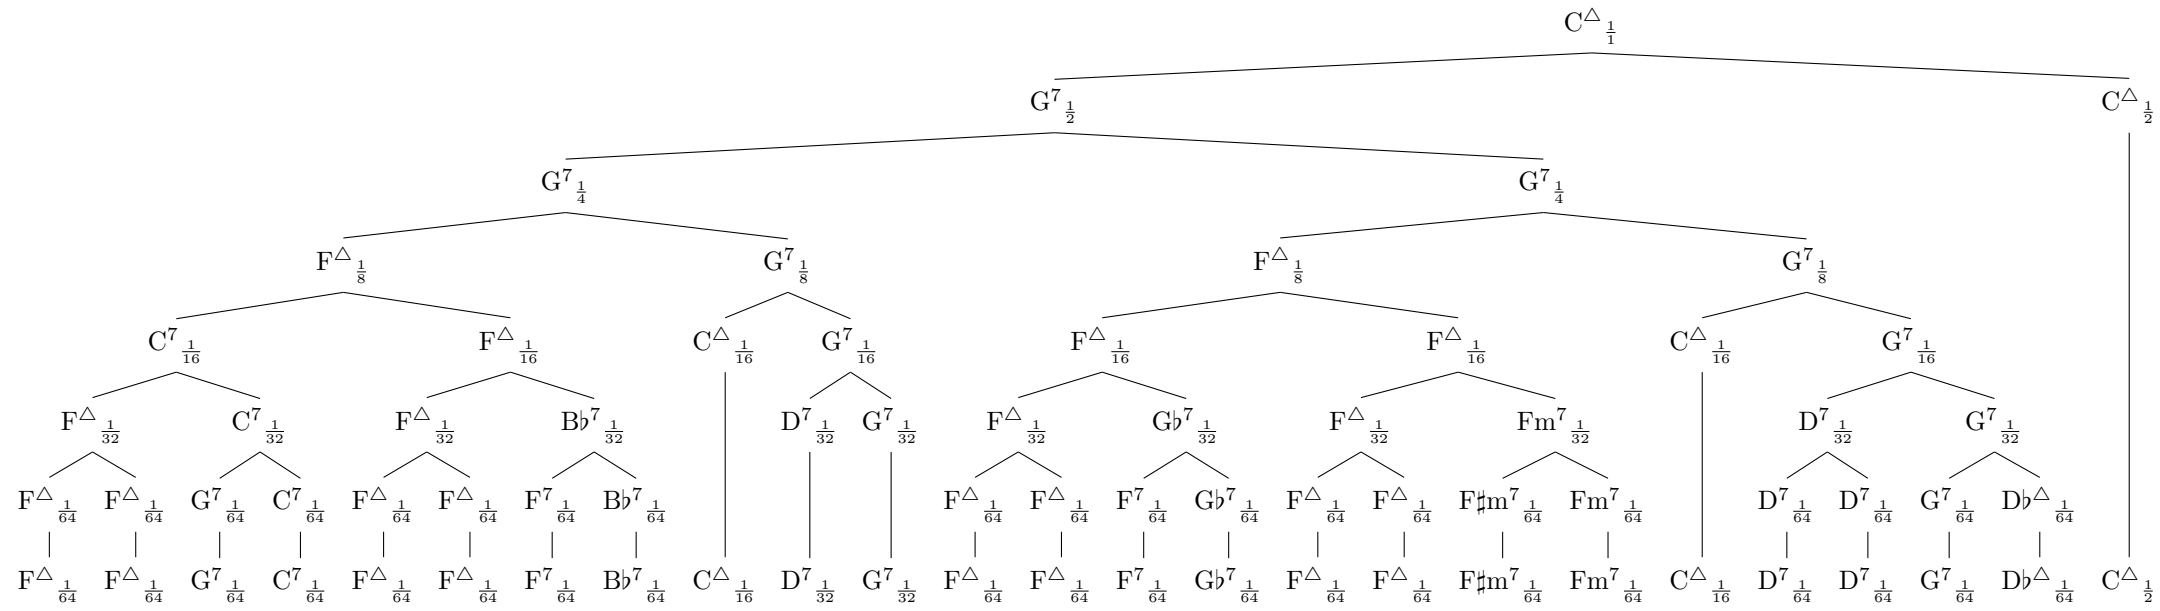 C△ 1/1
G7 1/2 C△ 1/2
G7 1/4 G7 1/4
F△ 1/8 G7 1/8 F△ 1/8 G7 1/8
C7 1/16 F△ 1/16 C△ 1/16 G7 1/16 F△ 1/16 F△ 1/16 C△ 1/16 G7 1/16
F△ 1/32 C7 1/32 F△ 1/32 B♭7 1/32 D7 1/32 G7 1/32 F△ 1/32 G♭7 1/32 F△ 1/32 Fm7 1/32 D7 1/32 G7 1/32
F△ 1/64 F△ 1/64 G7 1/64 C7 1/64 F△ 1/64 F△ 1/64 F7 1/64 B♭7 1/64 F△ 1/64 F△ 1/64 F7 1/64 G♭7 1/64 F△ 1/64 F△ 1/64 F♯m7 1/64 Fm7 1/64 D7 1/64 D7 1/64 G7 1/64 D♭△ 1/64
F△ 1/64 F△ 1/64 G7 1/64 C7 1/64 F△ 1/64 F△ 1/64 F7 1/64 B♭7 1/64 C△ 1/16 D7 1/32 G7 1/32 F△ 1/64 F△ 1/64 F7 1/64 G♭7 1/64 F△ 1/64 F△ 1/64 F♯m7 1/64 Fm7 1/64 C△ 1/16 D7 1/64 D7 1/64 G7 1/64 D♭△ 1/64 C△ 1/2